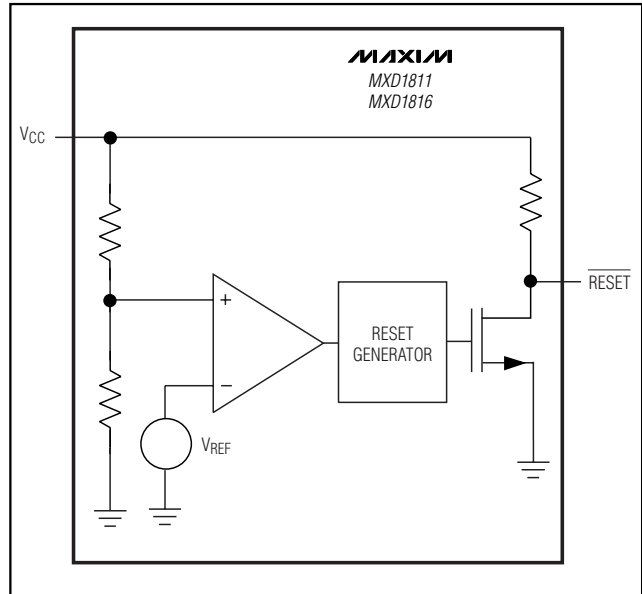 MAXIM
MXD1811
MXD1816
VCC
+
RESET
RESET
GENERATOR
−
VREF